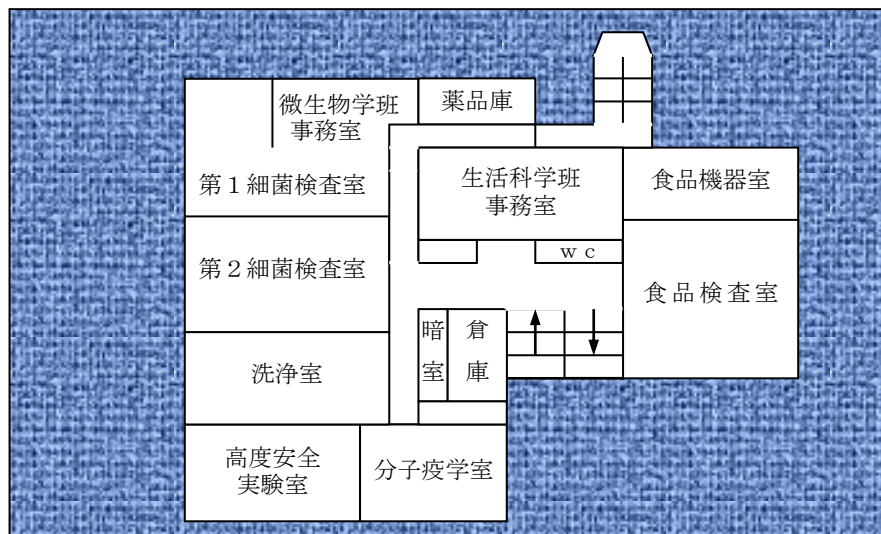 微生物学班
事務室
薬品庫
第１細菌検査室
生活科学班
事務室
食品機器室
第２細菌検査室
ｗｃ
食品検査室
洗浄室
暗室
倉庫
高度安全
実験室
分子疫学室